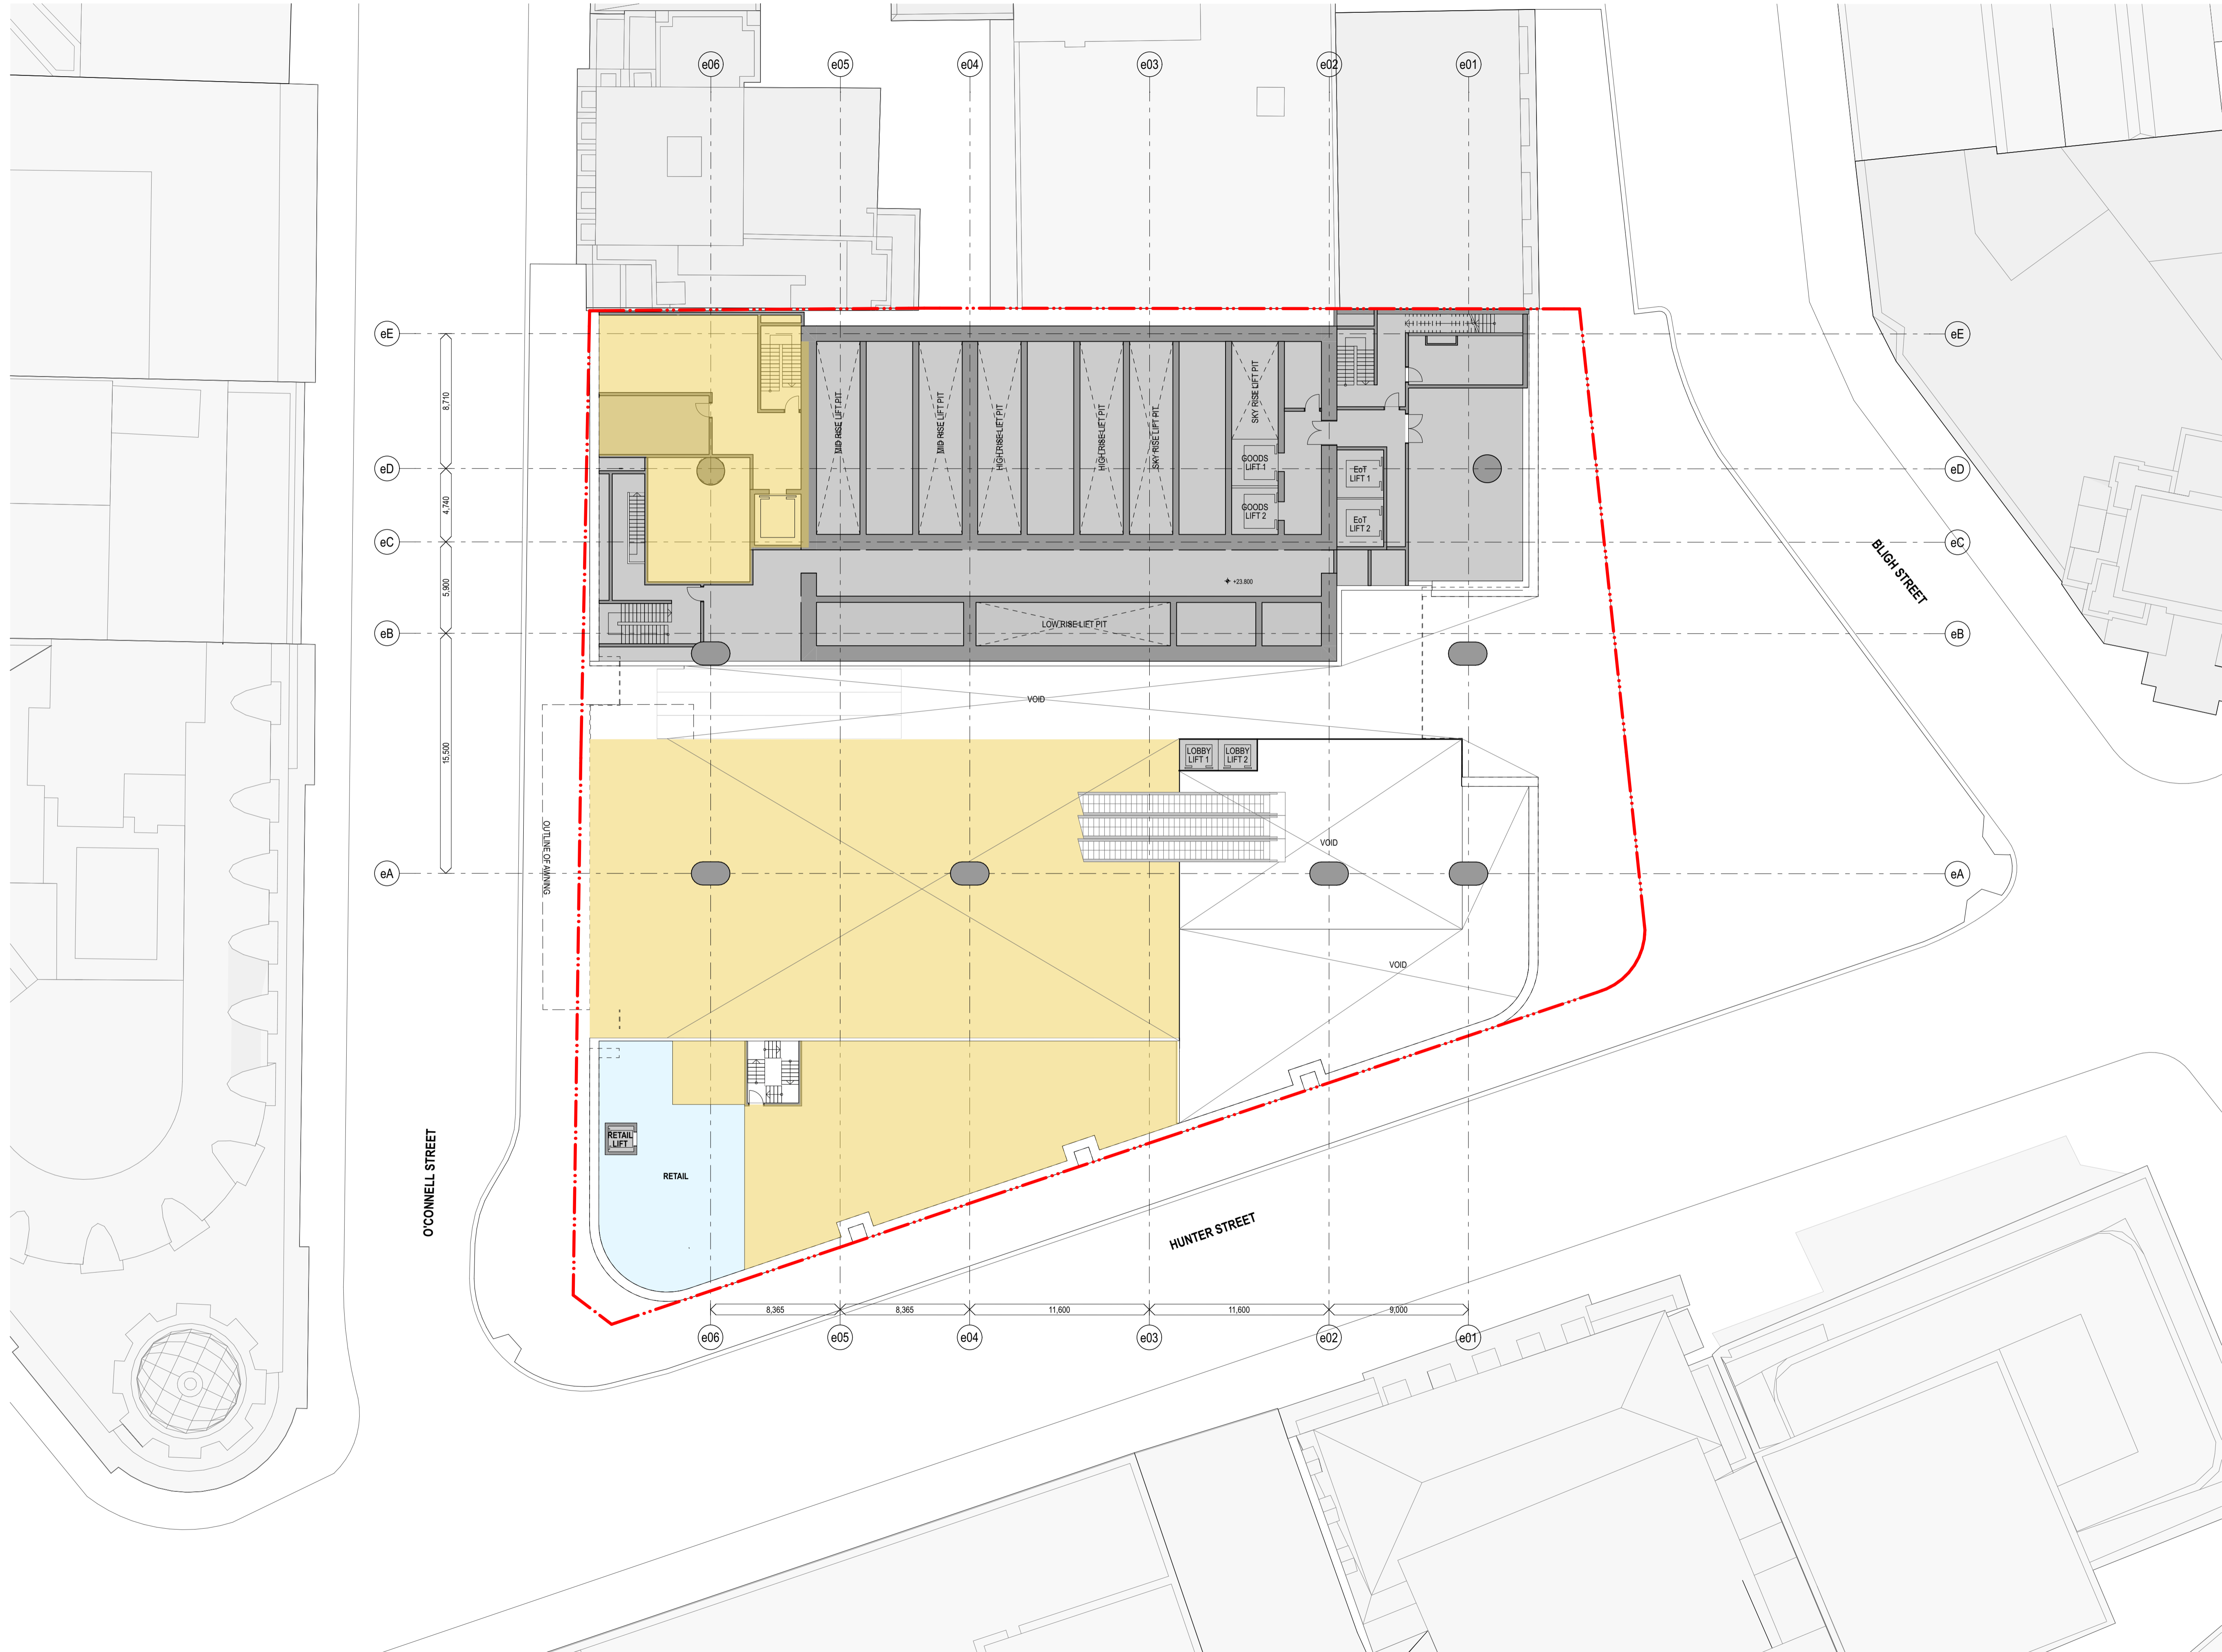 e06
e05
e04
e03
e02
e01
eE
eE
8,710
MID RISE LIFT PIT
MID RISE LIFT PIT
HIGH RISE LIFT PIT
HIGH RISE LIFT PIT
SKY RISE LIFT PIT
SKY RISE LIFT PIT
GOODS
LIFT 1
GOODS
LIFT 2
EoT
LIFT 1
EoT
LIFT 2
eD
eD
4,740
eC
eC
BLIGH STREET
5,900
+23.800
LOW RISE LIFT PIT
eB
eB
VOID
15,500
LOBBY
LIFT 1
LOBBY
LIFT 2
OUTLINE OF AWNING
VOID
eA
eA
VOID
O'CONNELL STREET
RETAIL
LIFT
RETAIL
HUNTER STREET
8,365
8,365
11,600
11,600
9,000
e06
e05
e04
e03
e02
e01